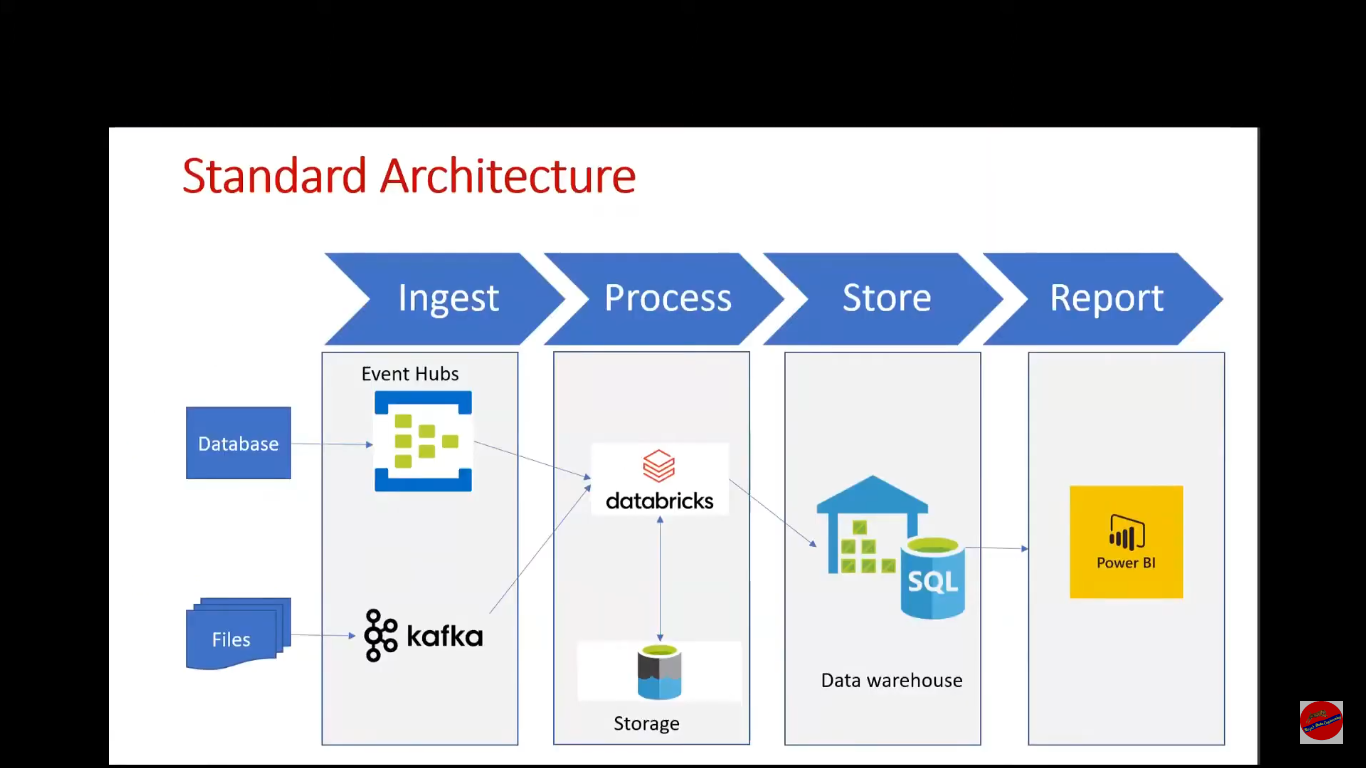 Standard Architecture
Ingest
Process
Store
Report
Event Hubs
Database
databricks
SQL
Power BI
Files
kafka
Data warehouse
Storage